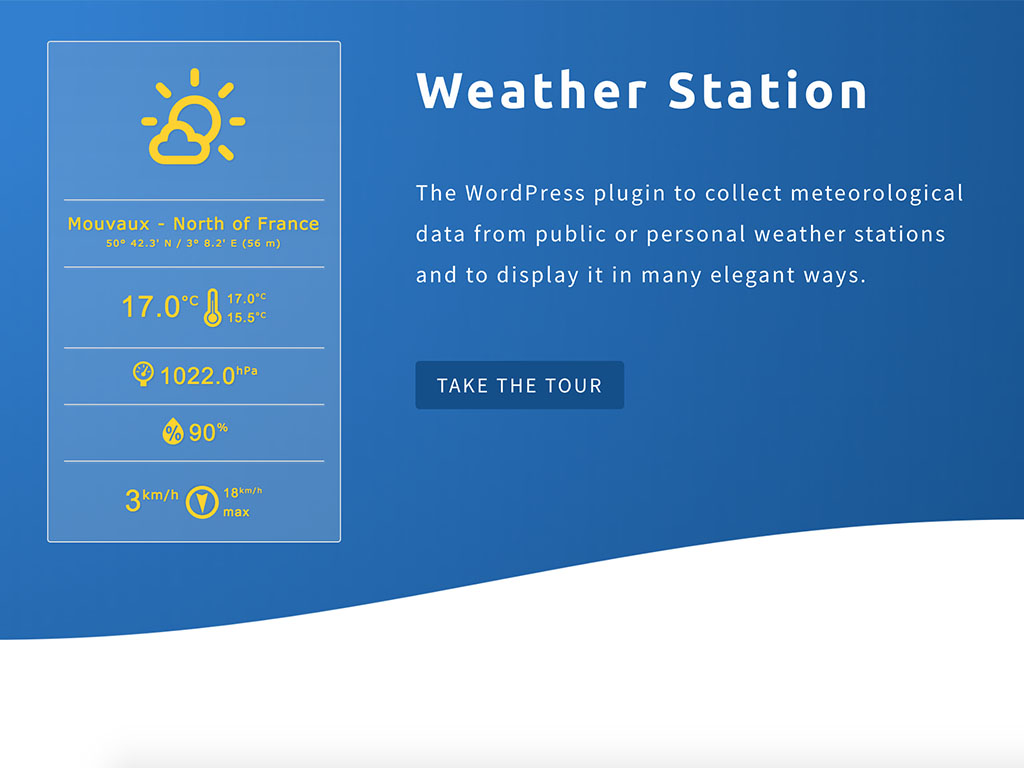 Weather Station
The WordPress plugin to collect meteorological
data from public or personal weather stations
and to display it in many elegant ways.
TAKE THE TOUR
Mouvaux - North of France
50° 42.3' N / 3° 8.2' E (56 m)
17.0°C 17.0°C
15.5°C
1022.0hPa
% 90%
3km/h 18km/h
max